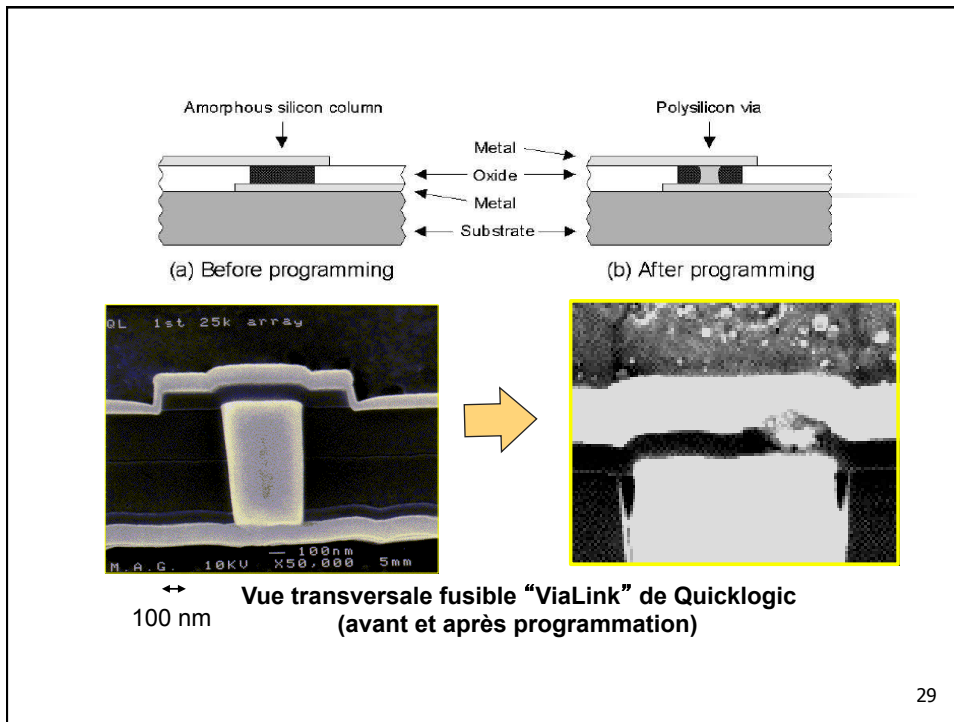 Amorphous silicon column
Polysilicon via
Metal
Oxide
Metal
Substrate
(a) Before programming
(b) After programming
QL 1st 25k array
100nm
M.A.G. 10KV X50,000 5mm
100 nm
Vue transversale fusible “ViaLink” de Quicklogic
(avant et après programmation)
29